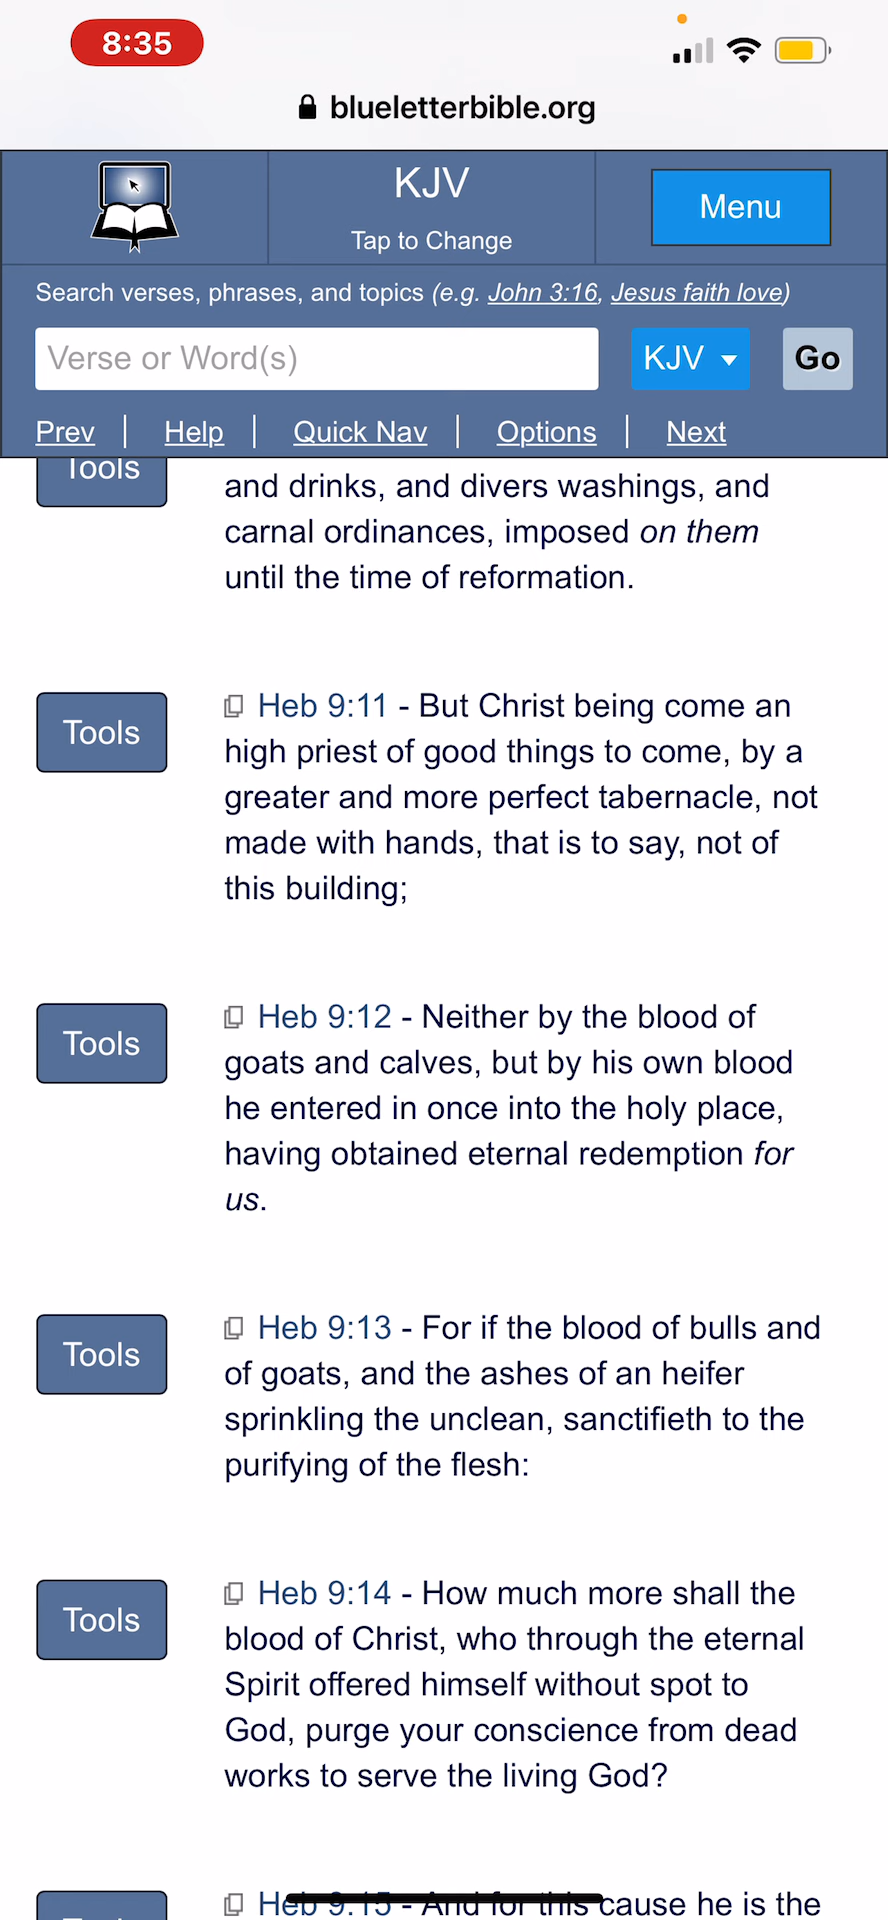 8:35
blueletterbible.org
KJV
Tap to Change
Menu
Search verses, phrases, and topics (e.g. John 3:16, Jesus faith love)
Verse or Word(s)
KJV
Go
Prev | Help | Quick Nav | Options | Next
Tools
and drinks, and divers washings, and
carnal ordinances, imposed on them
until the time of reformation.
Tools
Heb 9:11 - But Christ being come an
high priest of good things to come, by a
greater and more perfect tabernacle, not
made with hands, that is to say, not of
this building;
Tools
Heb 9:12 - Neither by the blood of
goats and calves, but by his own blood
he entered in once into the holy place,
having obtained eternal redemption for
us.
Tools
Heb 9:13 - For if the blood of bulls and
of goats, and the ashes of an heifer
sprinkling the unclean, sanctifieth to the
purifying of the flesh:
Tools
Heb 9:14 - How much more shall the
blood of Christ, who through the eternal
Spirit offered himself without spot to
God, purge your conscience from dead
works to serve the living God?
Heb 9:15 - And for this cause he is the